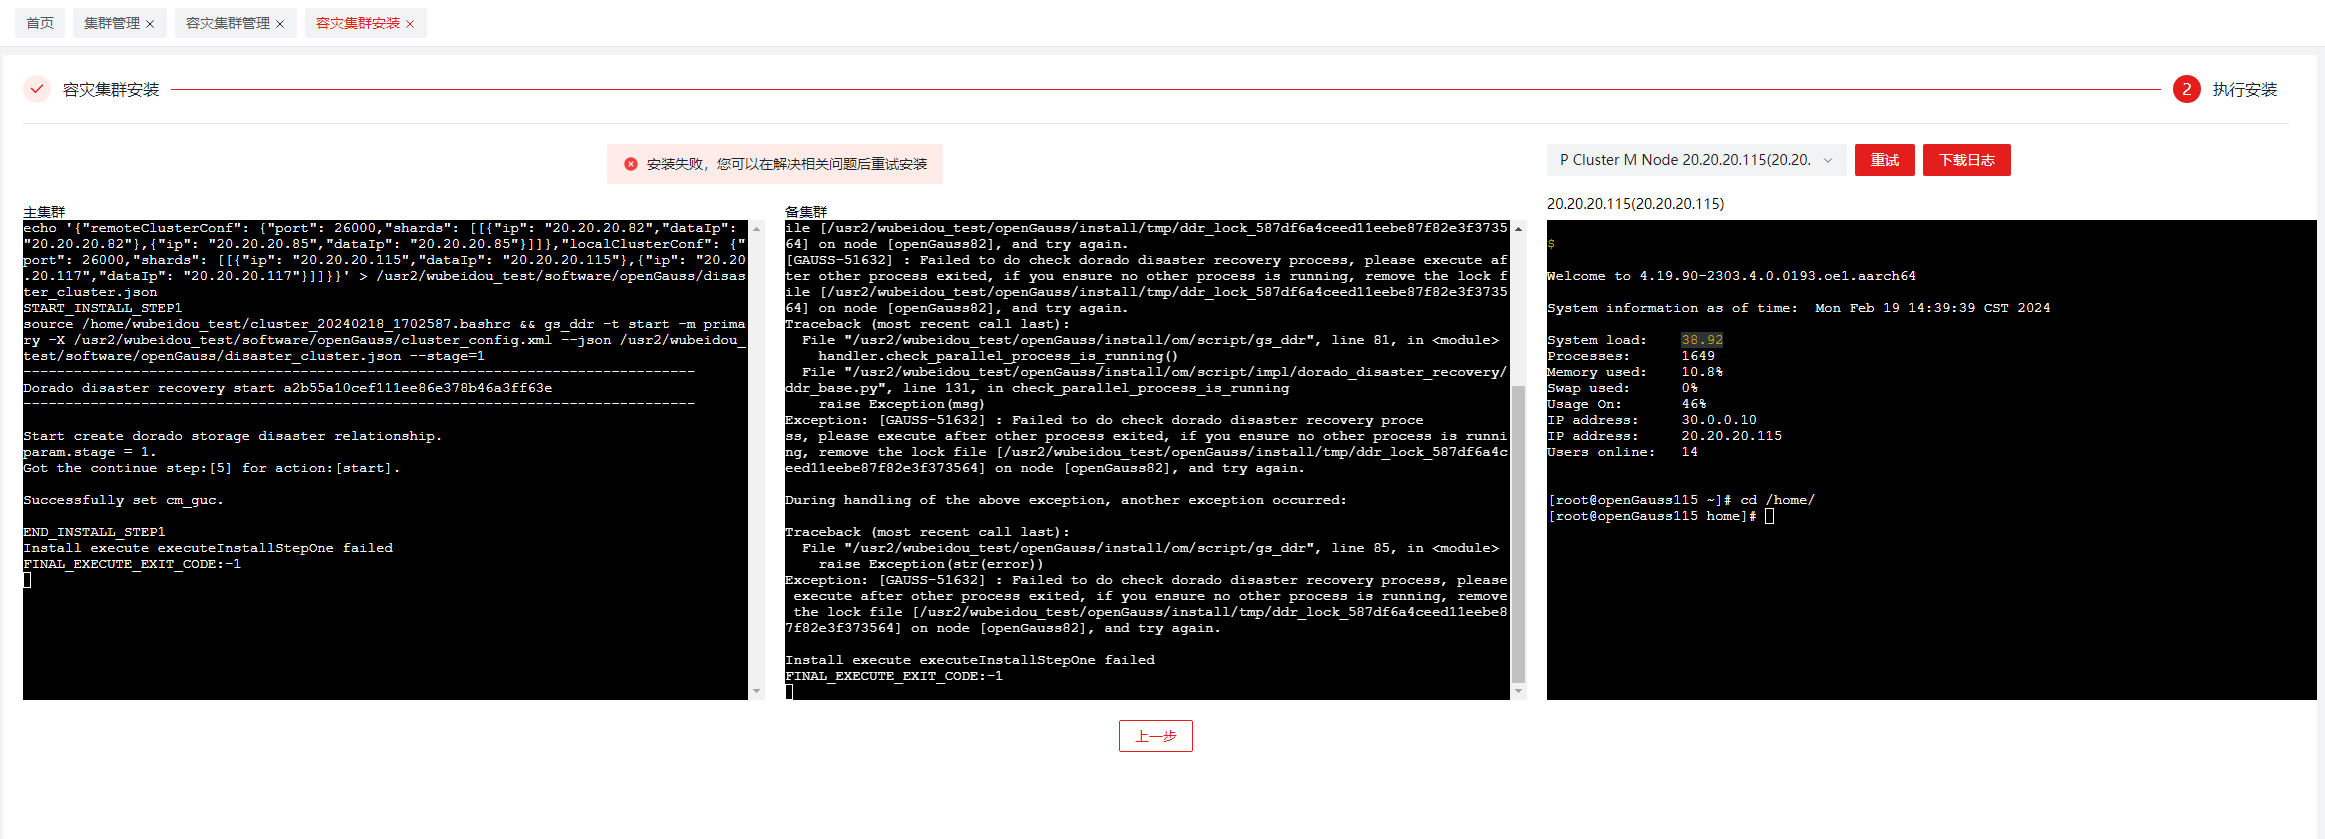 首页
集群管理 ×
容灾集群管理 ×
容灾集群安装 ×
容灾集群安装
2 执行安装
安装失败，您可以在解决相关问题后重试安装
P Cluster M Node 20.20.20.115(20.20.
重试
下载日志
主集群
echo '{"remoteClusterConf": {"port": 26000,"shards": [[{"ip": "20.20.20.82","dataIp":
"20.20.20.82"},{"ip": "20.20.20.85","dataIp": "20.20.20.85"}]]},"localClusterConf": {"
port": 26000,"shards": [[{"ip": "20.20.20.115","dataIp": "20.20.20.115"},{"ip": "20.20
.20.117","dataIp": "20.20.20.117"}]]}}' > /usr2/wubeidou_test/software/openGauss/disas
ter_cluster.json
START_INSTALL_STEP1
source /home/wubeidou_test/cluster_20240218_1702587.bashrc && gs_ddr -t start -m prima
ry -X /usr2/wubeidou_test/software/openGauss/cluster_config.xml --json /usr2/wubeidou_
test/software/openGauss/disaster_cluster.json --stage=1
--------------------------------------------------------------------------------
Dorado disaster recovery start a2b55a10cef111ee86e378b46a3ff63e
--------------------------------------------------------------------------------
Start create dorado storage disaster relationship.
param.stage = 1.
Got the continue step:[5] for action:[start].
Successfully set cm_guc.
END_INSTALL_STEP1
Install execute executeInstallStepOne failed
FINAL_EXECUTE_EXIT_CODE:-1
备集群
ile [/usr2/wubeidou_test/openGauss/install/tmp/ddr_lock_587df6a4ceed11eebe87f82e3f3735
64] on node [openGauss82], and try again.
[GAUSS-51632] : Failed to do check dorado disaster recovery process, please execute af
ter other process exited, if you ensure no other process is running, remove the lock f
ile [/usr2/wubeidou_test/openGauss/install/tmp/ddr_lock_587df6a4ceed11eebe87f82e3f3735
64] on node [openGauss82], and try again.
Traceback (most recent call last):
File "/usr2/wubeidou_test/openGauss/install/om/script/gs_ddr", line 81, in <module>
handler.check_parallel_process_is_running()
File "/usr2/wubeidou_test/openGauss/install/om/script/impl/dorado_disaster_recovery/
ddr_base.py", line 131, in check_parallel_process_is_running
raise Exception(msg)
Exception: [GAUSS-51632] : Failed to do check dorado disaster recovery proce
ss, please execute after other process exited, if you ensure no other process is runni
ng, remove the lock file [/usr2/wubeidou_test/openGauss/install/tmp/ddr_lock_587df6a4c
eed11eebe87f82e3f373564] on node [openGauss82], and try again.
During handling of the above exception, another exception occurred:
Traceback (most recent call last):
File "/usr2/wubeidou_test/openGauss/install/om/script/gs_ddr", line 85, in <module>
raise Exception(str(error))
Exception: [GAUSS-51632] : Failed to do check dorado disaster recovery process, please
execute after other process exited, if you ensure no other process is running, remove
the lock file [/usr2/wubeidou_test/openGauss/install/tmp/ddr_lock_587df6a4ceed11eebe8
7f82e3f373564] on node [openGauss82], and try again.
Install execute executeInstallStepOne failed
FINAL_EXECUTE_EXIT_CODE:-1
20.20.20.115(20.20.20.115)
$
Welcome to 4.19.90-2303.4.0.0193.oe1.aarch64
System information as of time:  Mon Feb 19 14:39:39 CST 2024
System load:    38.92
Processes:      1649
Memory used:    10.8%
Swap used:      0%
Usage On:       46%
IP address:     30.0.0.10
IP address:     20.20.20.115
Users online:   14
[root@openGauss115 ~]# cd /home/
[root@openGauss115 home]#
上一步